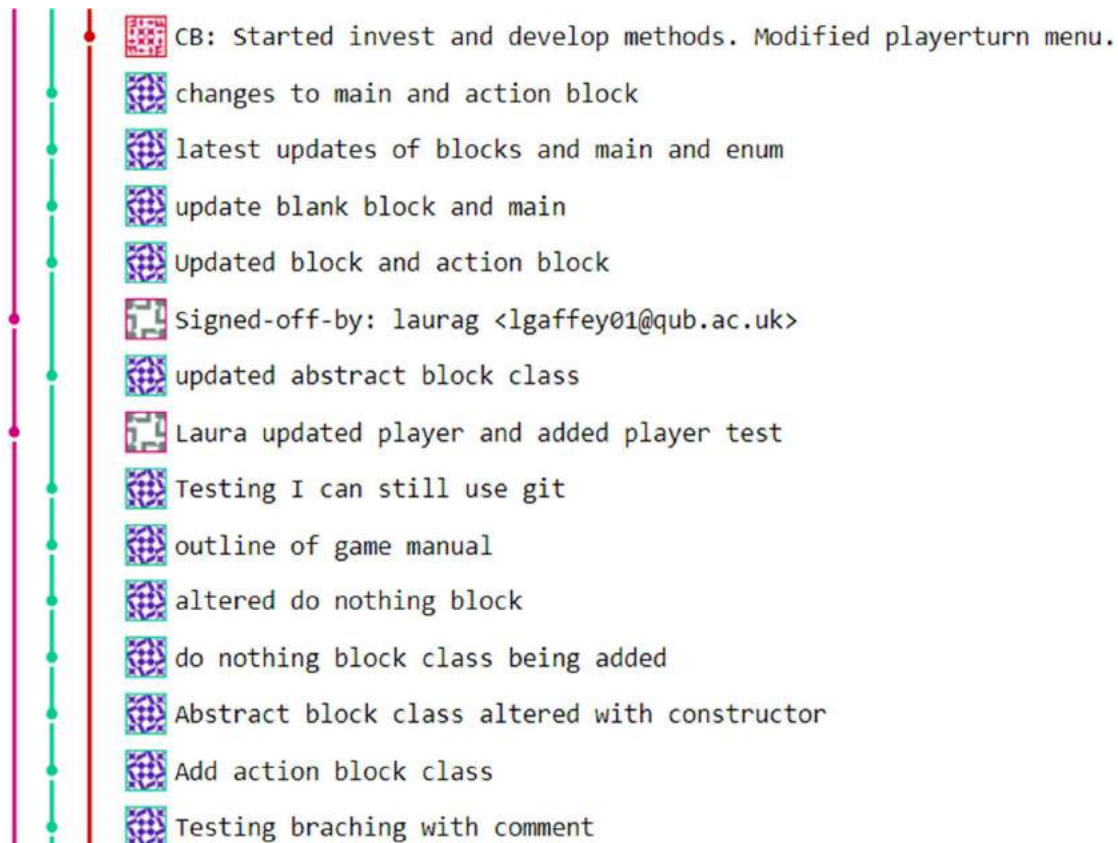 CB: Started invest and develop methods. Modified playerturn menu.
changes to main and action block
latest updates of blocks and main and enum
update blank block and main
Updated block and action block
Signed-off-by: laurag <lgaffey01@qub.ac.uk>
updated abstract block class
Laura updated player and added player test
Testing I can still use git
outline of game manual
altered do nothing block
do nothing block class being added
Abstract block class altered with constructor
Add action block class
Testing braching with comment